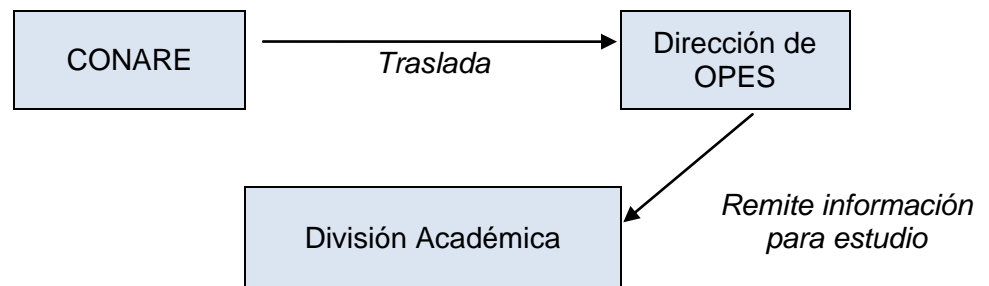 CONARE
Traslada
Dirección de
OPES
División Académica
Remite información
para estudio